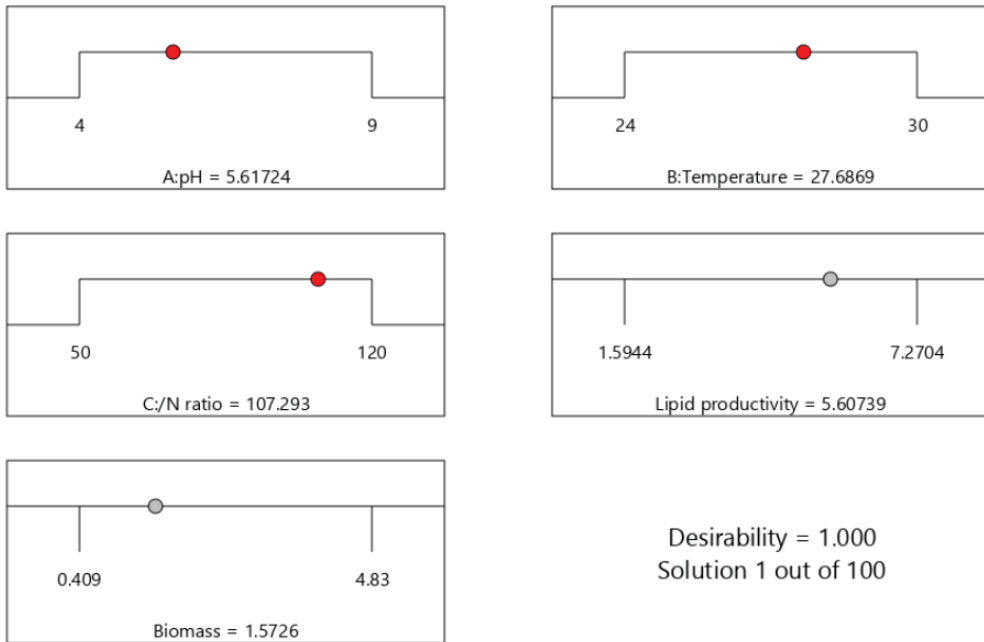 4 9
A:pH = 5.61724
24 30
B:Temperature = 27.6869
50 120
C:/N ratio = 107.293
1.5944 7.2704
Lipid productivity = 5.60739
0.409 4.83
Biomass = 1.5726
Desirability = 1.000
Solution 1 out of 100